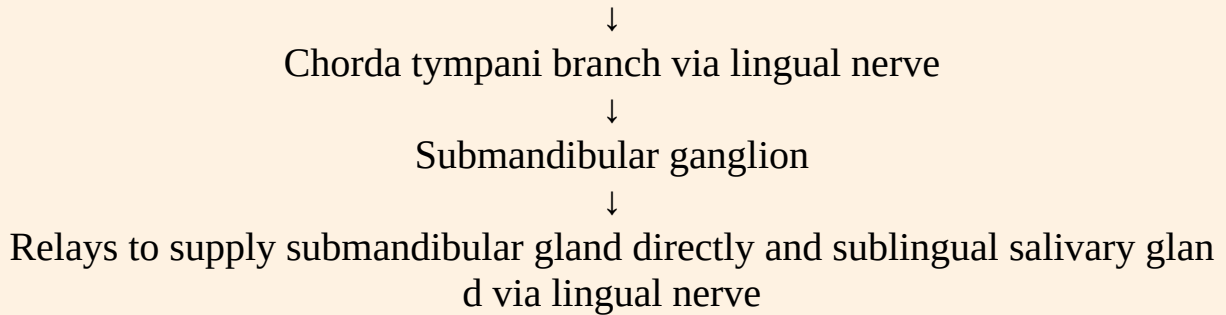 ↓
Chorda tympani branch via lingual nerve
↓
Submandibular ganglion
↓
Relays to supply submandibular gland directly and sublingual salivary glan
d via lingual nerve